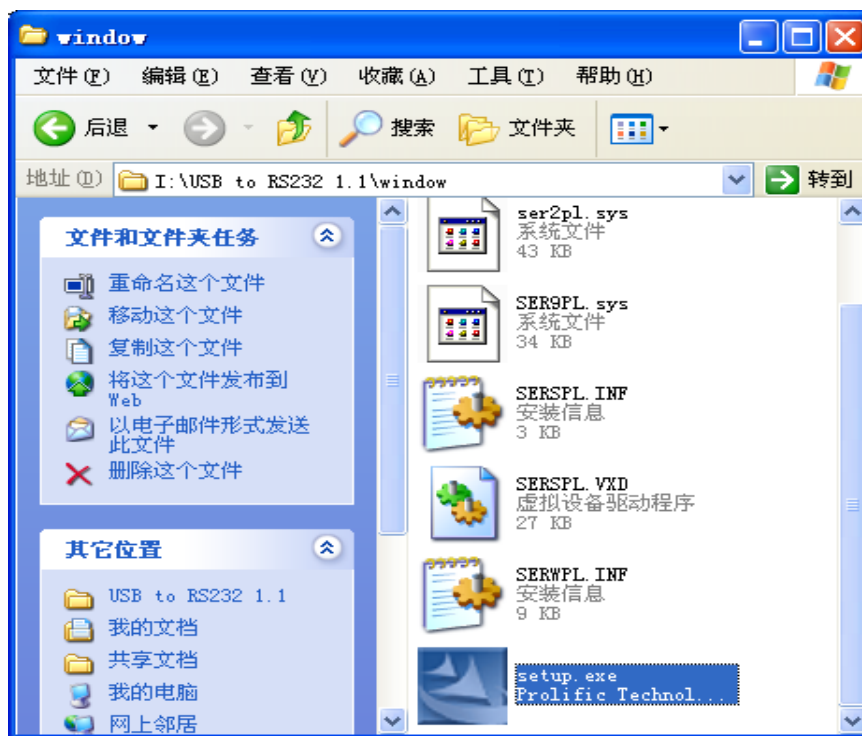 window
文件(F) 编辑(E) 查看(V) 收藏(A) 工具(T) 帮助(H)
后退 搜索 文件夹
地址(D) I:\USB to RS232 1.1\window 转到
文件和文件夹任务
重命名这个文件
移动这个文件
复制这个文件
将这个文件发布到
Web
以电子邮件形式发送
此文件
删除这个文件
其它位置
USB to RS232 1.1
我的文档
共享文档
我的电脑
网上邻居
ser2pl.sys
系统文件
43 KB
SER9PL.sys
系统文件
34 KB
SERSPL.INF
安装信息
3 KB
SERSPL.VXD
虚拟设备驱动程序
27 KB
SERWPL.INF
安装信息
9 KB
setup.exe
Prolific Technol...